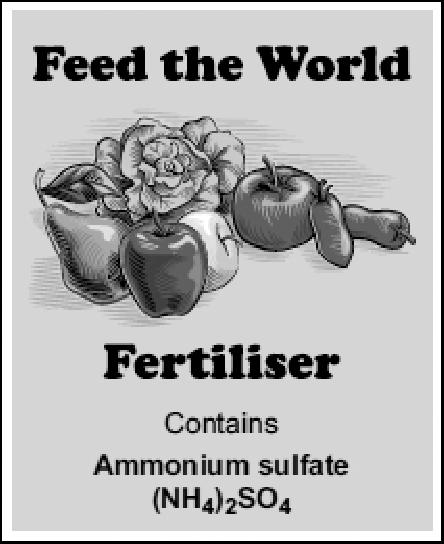 Feed the World
Fertiliser
Contains
Ammonium sulfate
(NH₄)₂SO₄